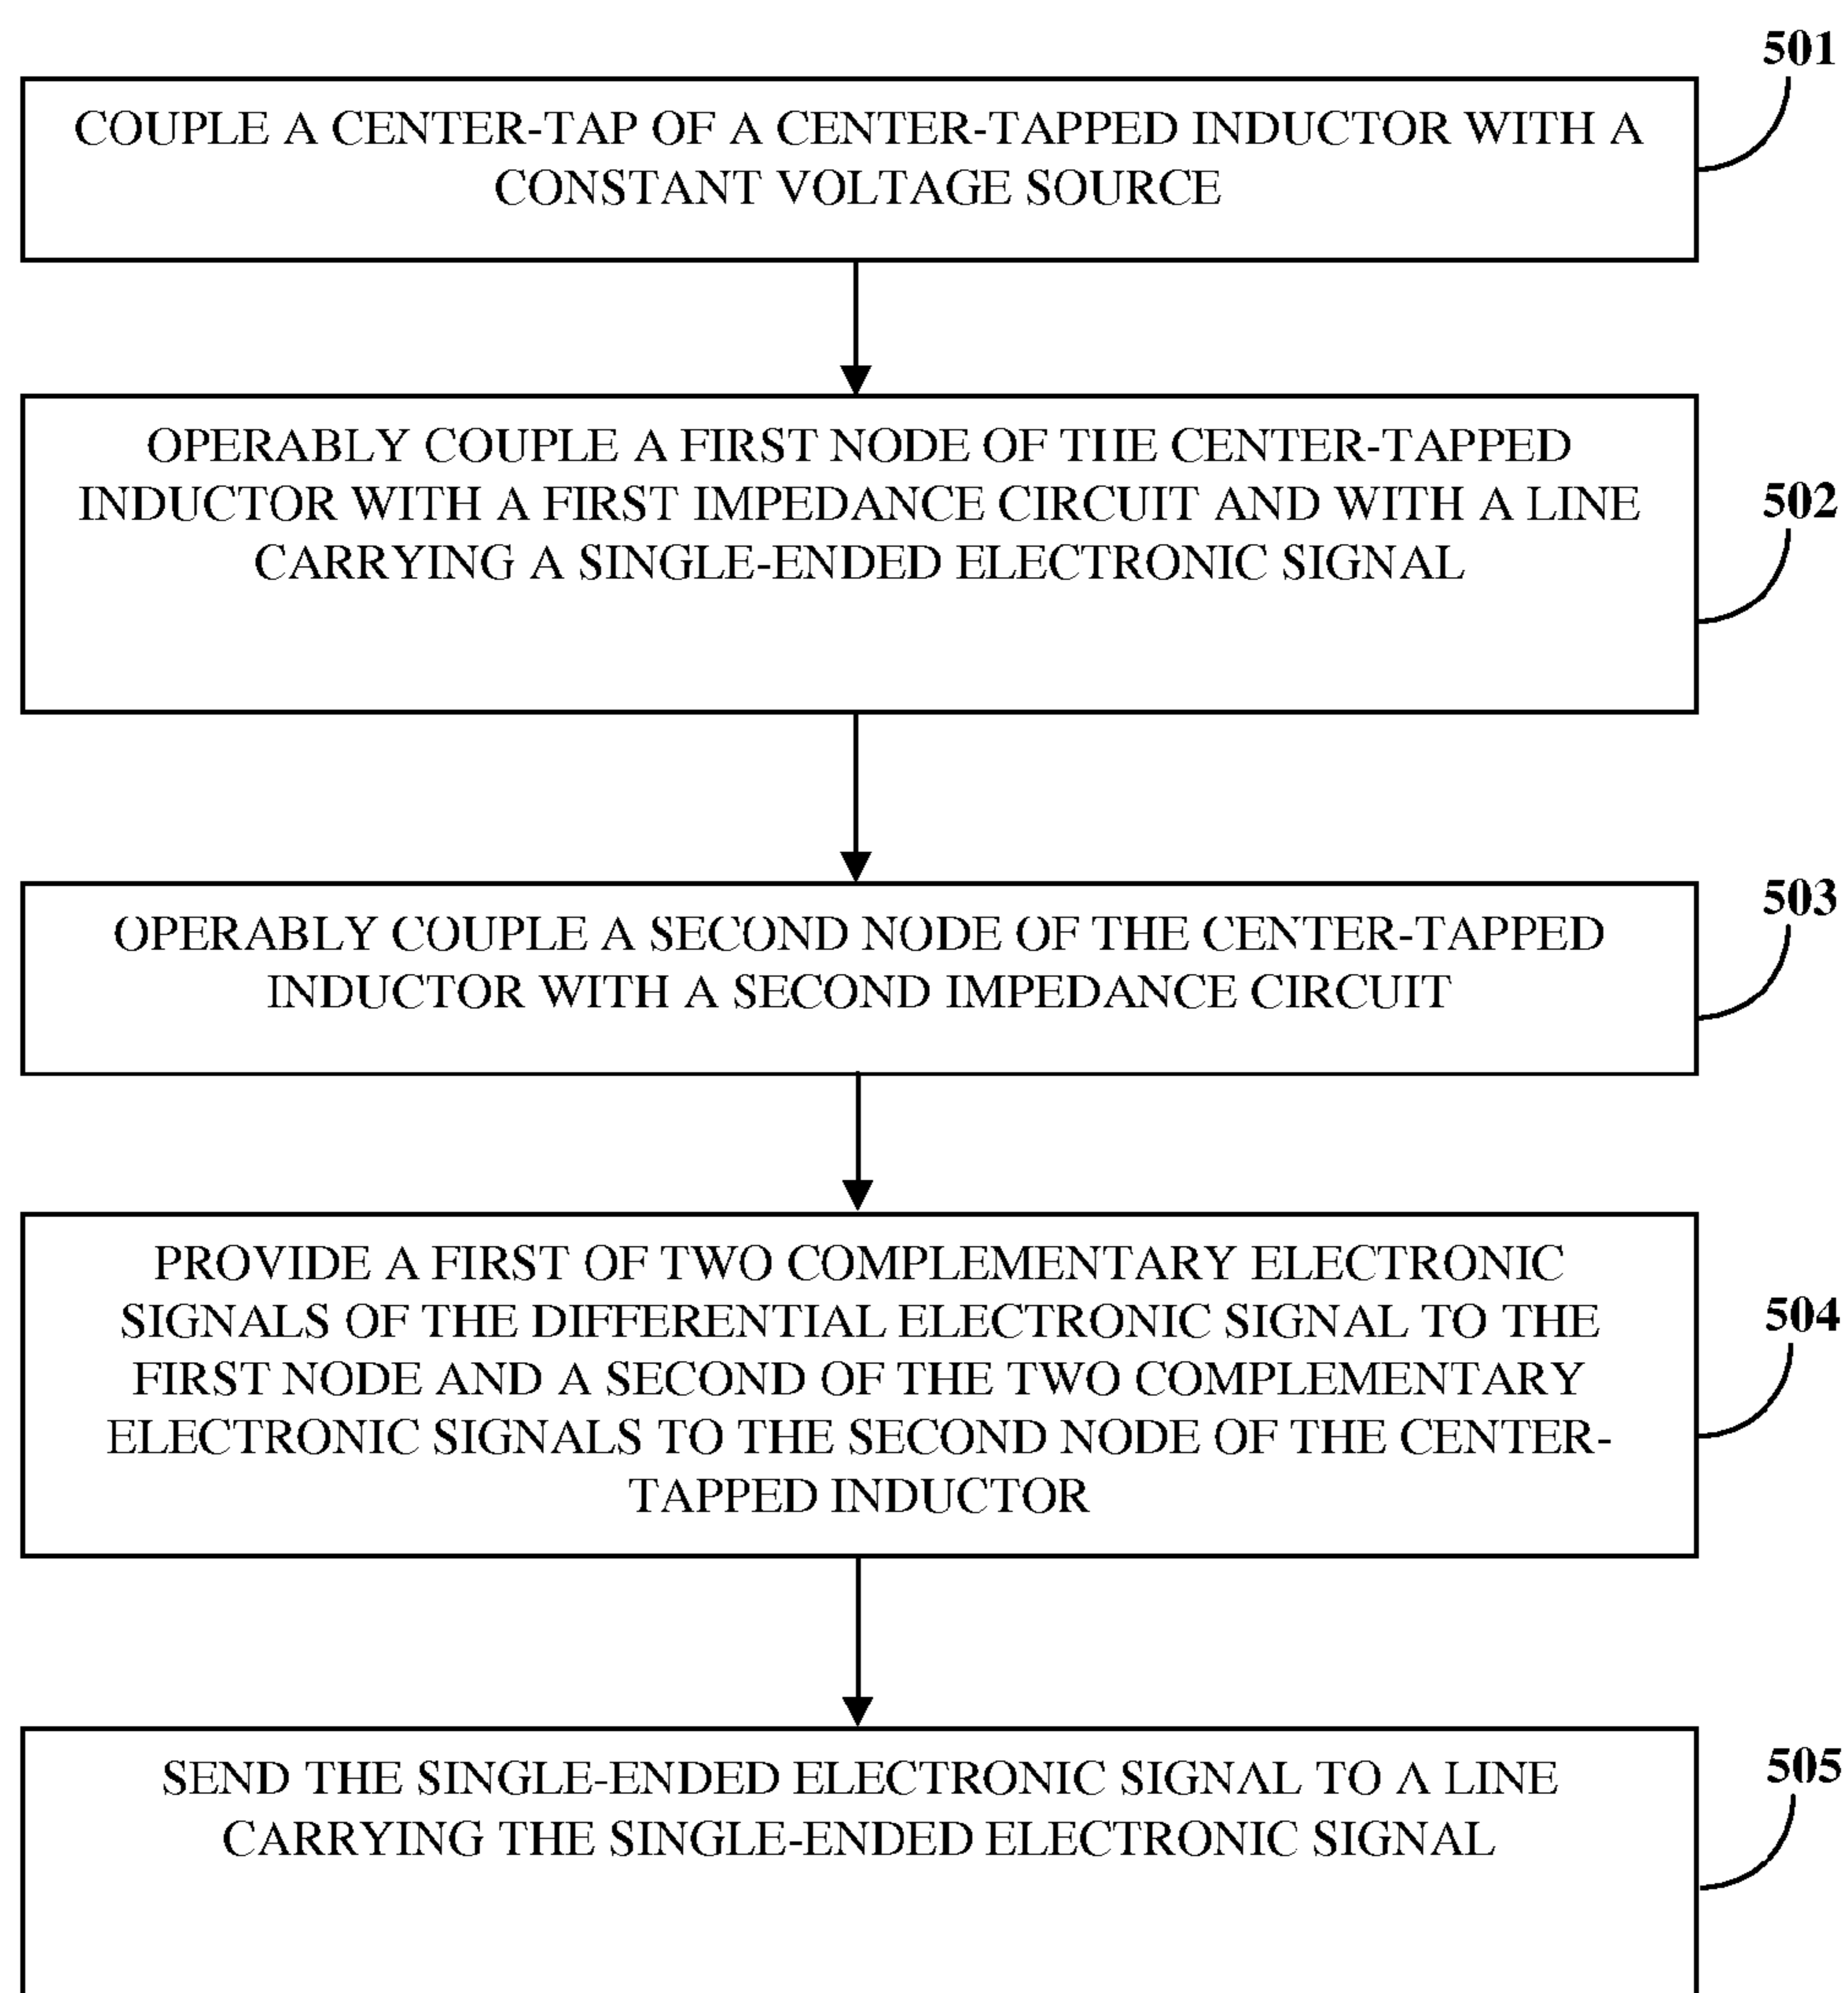 501
COUPLE A CENTER-TAP OF A CENTER-TAPPED INDUCTOR WITH A
CONSTANT VOLTAGE SOURCE
OPERABLY COUPLE A FIRST NODE OF THE CENTER-TAPPED
INDUCTOR WITH A FIRST IMPEDANCE CIRCUIT AND WITH A LINE
CARRYING A SINGLE-ENDED ELECTRONIC SIGNAL
502
OPERABLY COUPLE A SECOND NODE OF THE CENTER-TAPPED
INDUCTOR WITH A SECOND IMPEDANCE CIRCUIT
503
PROVIDE A FIRST OF TWO COMPLEMENTARY ELECTRONIC
SIGNALS OF THE DIFFERENTIAL ELECTRONIC SIGNAL TO THE
FIRST NODE AND A SECOND OF THE TWO COMPLEMENTARY
ELECTRONIC SIGNALS TO THE SECOND NODE OF THE CENTER-
TAPPED INDUCTOR
504
SEND THE SINGLE-ENDED ELECTRONIC SIGNAL TO A LINE
CARRYING THE SINGLE-ENDED ELECTRONIC SIGNAL
505